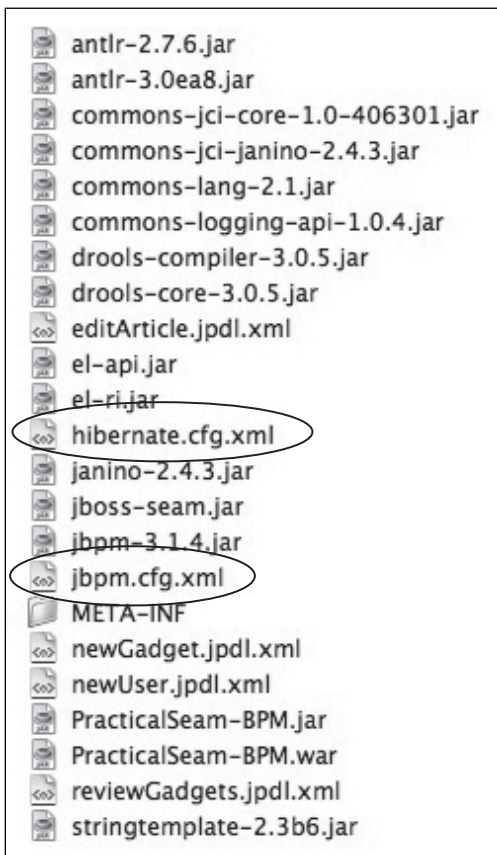 antlr-2.7.6.jar
antlr-3.0ea8.jar
commons-jci-core-1.0-406301.jar
commons-jci-janino-2.4.3.jar
commons-lang-2.1.jar
commons-logging-api-1.0.4.jar
drools-compiler-3.0.5.jar
drools-core-3.0.5.jar
editArticle.jpdl.xml
el-api.jar
el-ri.jar
hibernate.cfg.xml
janino-2.4.3.jar
jboss-seam.jar
jbpm-3.1.4.jar
jbpm.cfg.xml
META-INF
newGadget.jpdl.xml
newUser.jpdl.xml
PracticalSeam-BPM.jar
PracticalSeam-BPM.war
reviewGadgets.jpdl.xml
stringtemplate-2.3b6.jar